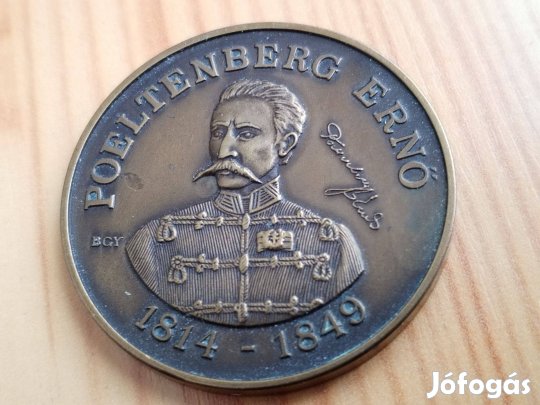 POELTENBERG ERNŐ
BGY
1814 - 1849
Jófogás